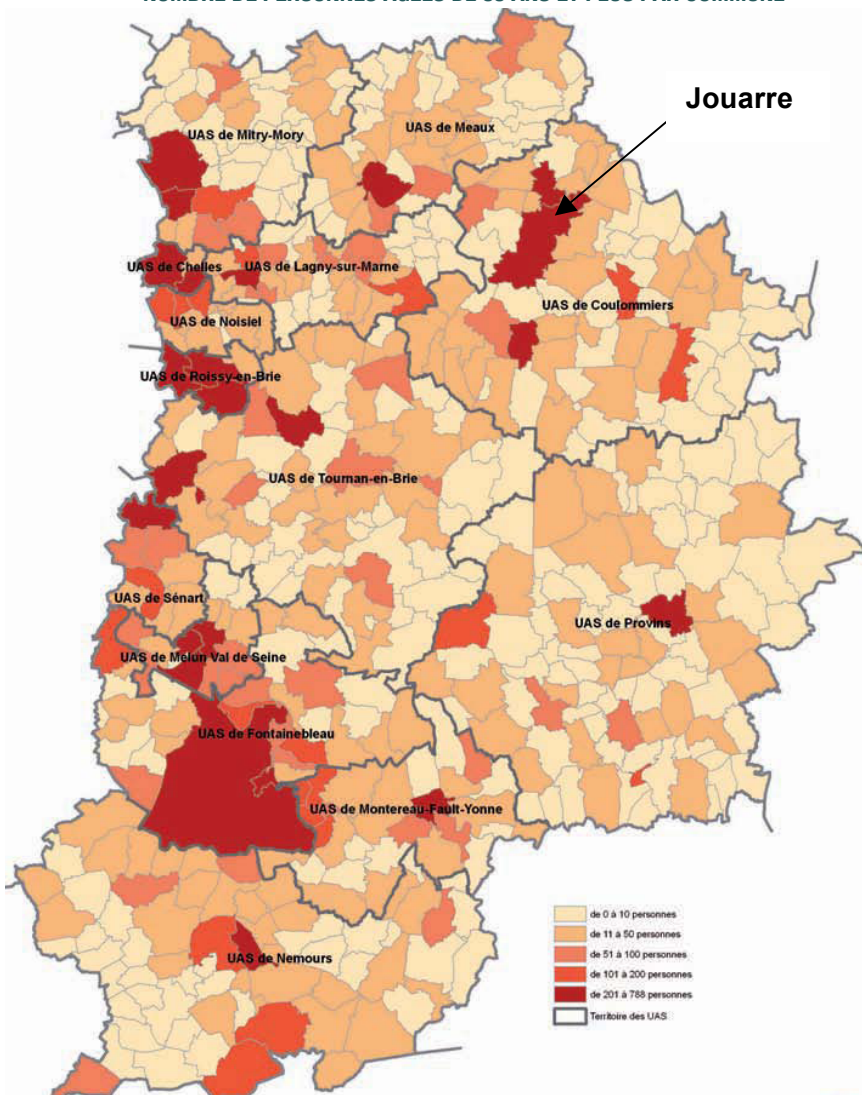 Jouarre
UAS de Mitry-Mory
UAS de Meaux
UAS de Chelles
UAS de Lagny-sur-Marne
UAS de Coulommiers
UAS de Noisiel
UAS de Roissy-en-Brie
UAS de Tournan-en-Brie
UAS de Sénart
UAS de Provins
UAS de Melun Val de Seine
UAS de Fontainebleau
UAS de Montereau-Fault-Yonne
UAS de Nemours
de 0 à 10 personnes
de 11 à 50 personnes
de 51 à 100 personnes
de 101 à 200 personnes
de 201 à 788 personnes
Territoire des UAS